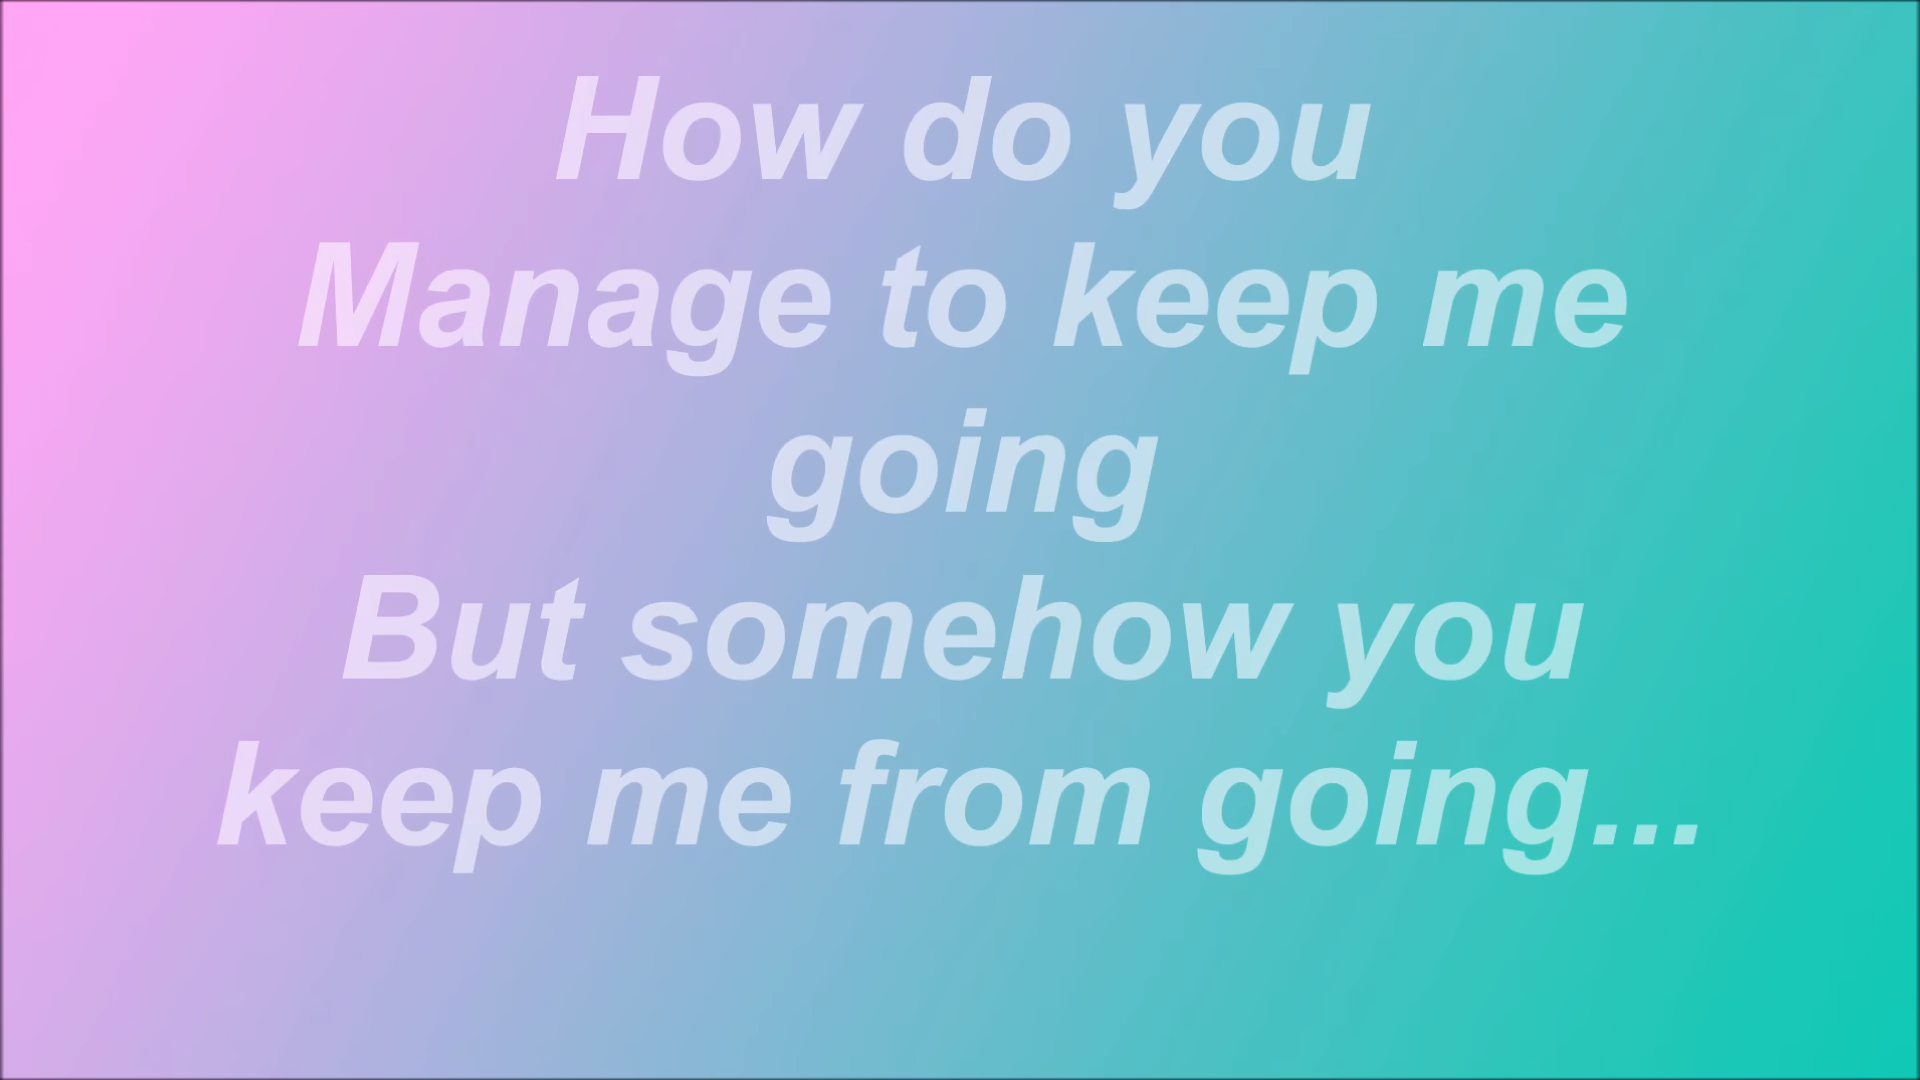 How do you
Manage to keep me
going
But somehow you
keep me from going...